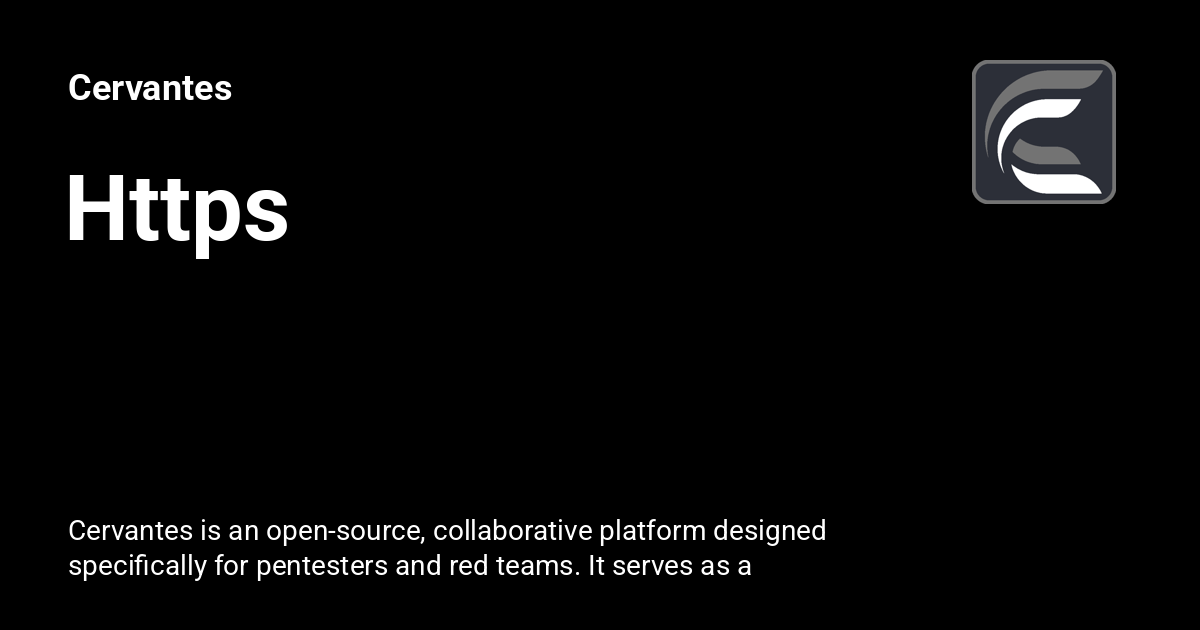 Cervantes
Https
Cervantes is an open-source, collaborative platform designed
specifically for pentesters and red teams. It serves as a